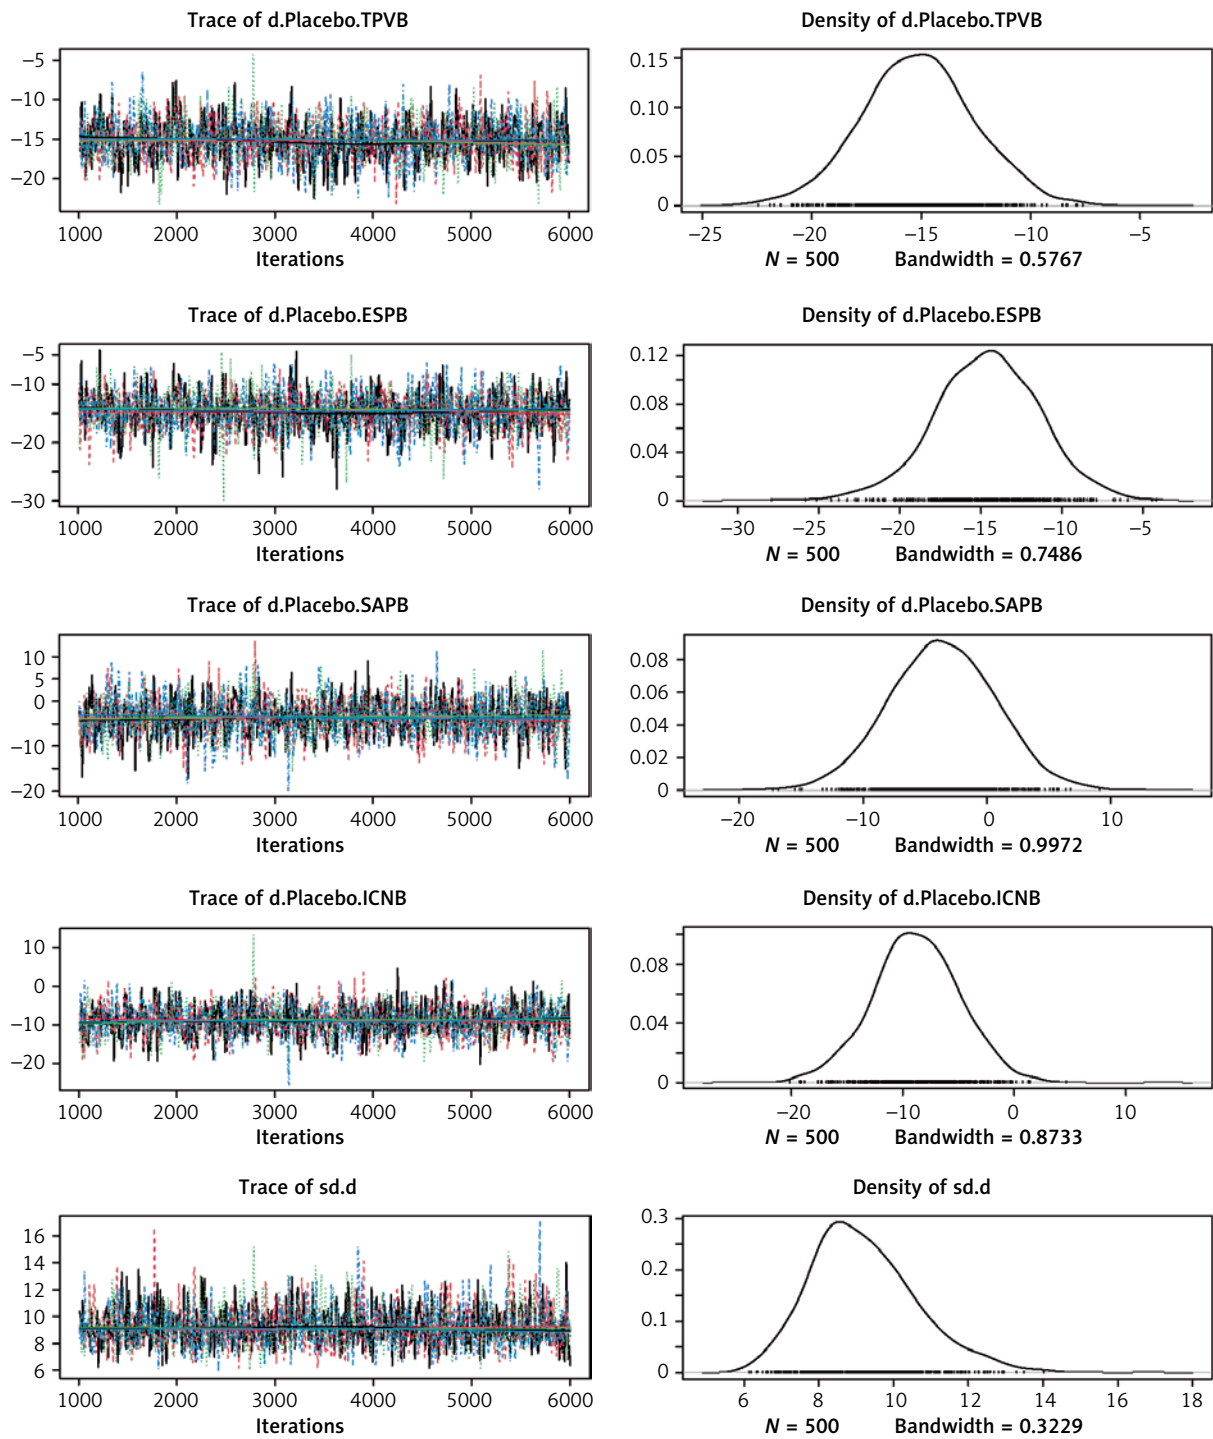 Trace of d.Placebo.TPVB
−5
−10
−15
−20
1000 2000 3000 4000 5000 6000
Iterations
Density of d.Placebo.TPVB
0.15
0.10
0.05
0
−25 −20 −15 −10 −5
N = 500 Bandwidth = 0.5767
Trace of d.Placebo.ESPB
−5
−10
−20
−30
1000 2000 3000 4000 5000 6000
Iterations
Density of d.Placebo.ESPB
0.12
0.08
0.04
0
−30 −25 −20 −15 −10 −5
N = 500 Bandwidth = 0.7486
Trace of d.Placebo.SAPB
10
5
0
−10
−20
1000 2000 3000 4000 5000 6000
Iterations
Density of d.Placebo.SAPB
0.08
0.06
0.04
0.02
0
−20 −10 0 10
N = 500 Bandwidth = 0.9972
Trace of d.Placebo.ICNB
10
0
−10
−20
1000 2000 3000 4000 5000 6000
Iterations
Density of d.Placebo.ICNB
0.08
0.04
0
−20 −10 0 10
N = 500 Bandwidth = 0.8733
Trace of sd.d
16
14
12
10
8
6
1000 2000 3000 4000 5000 6000
Iterations
Density of sd.d
0.3
0.2
0.1
0
6 8 10 12 14 16 18
N = 500 Bandwidth = 0.3229